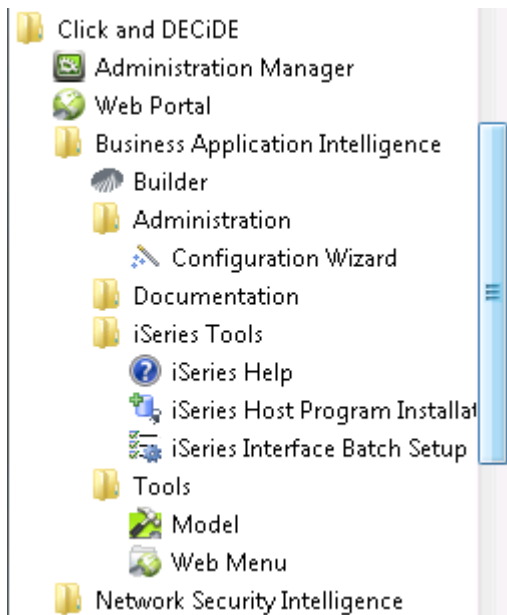 Click and DECiDE
Administration Manager
Web Portal
Business Application Intelligence
Builder
Administration
Configuration Wizard
Documentation
iSeries Tools
iSeries Help
iSeries Host Program Installat
iSeries Interface Batch Setup
Tools
Model
Web Menu
Network Security Intelligence